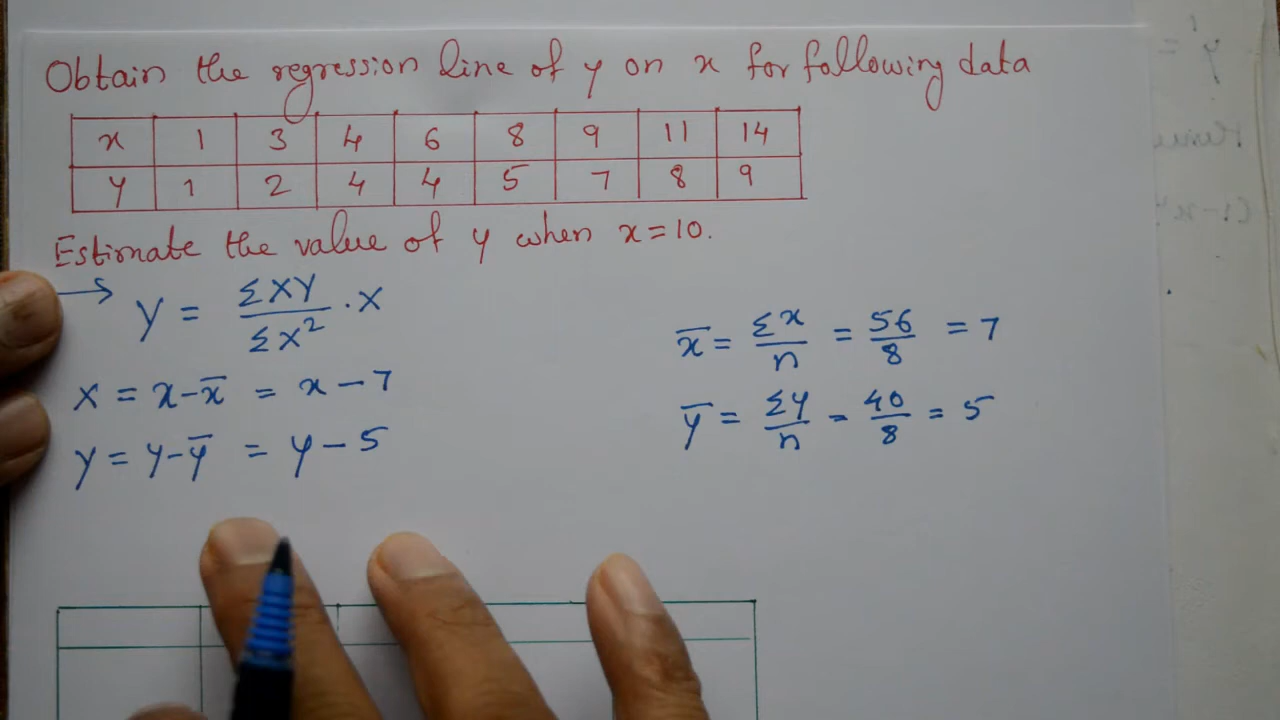 Obtain the regression line of y on x for following data
x 1 3 4 6 8 9 11 14
y 1 2 4 4 5 7 8 9
Estimate the value of y when x=10.
→ Y = ΣXY / ΣX² · X
X = x - x̄ = x - 7
Y = y - ȳ = y - 5
x̄ = Σx / n = 56 / 8 = 7
ȳ = Σy / n = 40 / 8 = 5